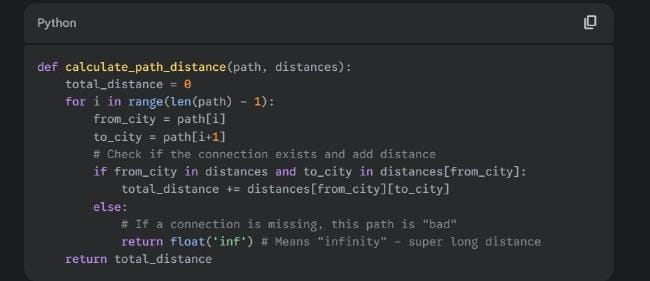 Python
def calculate_path_distance(path, distances):
    total_distance = 0
    for i in range(len(path) - 1):
        from_city = path[i]
        to_city = path[i+1]
        # Check if the connection exists and add distance
        if from_city in distances and to_city in distances[from_city]:
            total_distance += distances[from_city][to_city]
        else:
            # If a connection is missing, this path is "bad"
            return float('inf') # Means "infinity" – super long distance
    return total_distance